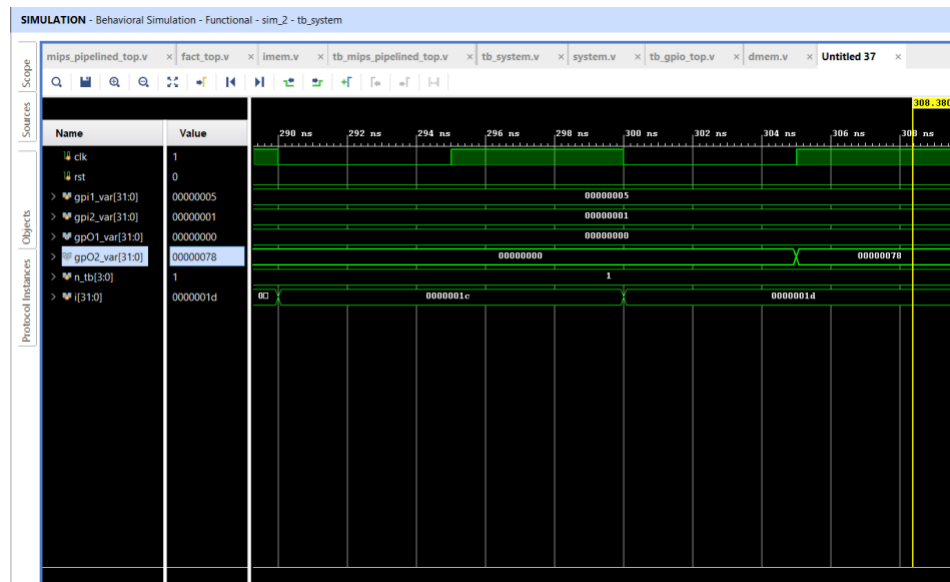 SIMULATION - Behavioral Simulation - Functional - sim_2 - tb_system
mips_pipelined_top.v × fact_top.v × imem.v × tb_mips_pipelined_top.v × tb_system.v × system.v × tb_gpio_top.v × dmem.v × Untitled 37 ×
Scope
Sources
Objects
Protocol Instances
308.380
Name Value 290 ns 292 ns 294 ns 296 ns 298 ns 300 ns 302 ns 304 ns 306 ns 308 ns
clk 1
rst 0
gpi1_var[31:0] 00000005 00000005
gpi2_var[31:0] 00000001 00000001
gpO1_var[31:0] 00000000 00000000
gpO2_var[31:0] 00000078 00000000 00000078
n_tb[3:0] 1 1
i[31:0] 0000001d 0000001c 0000001d